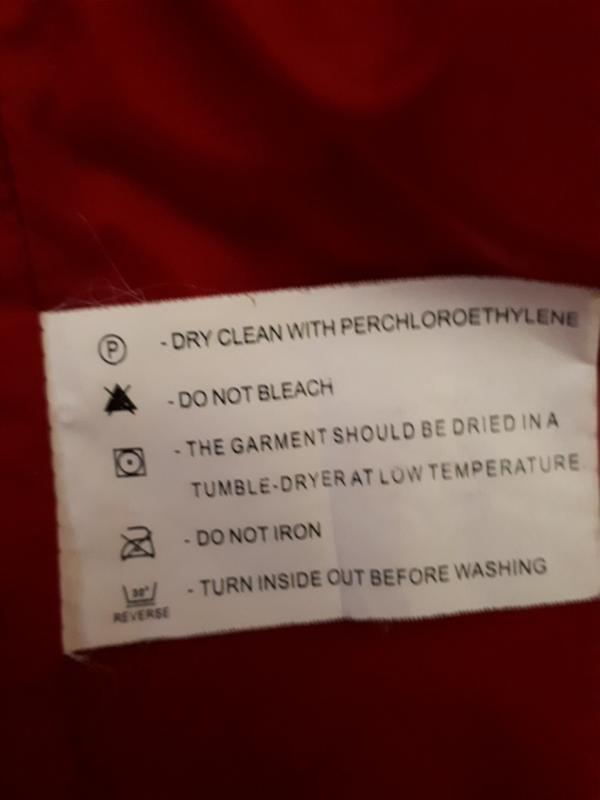 P - DRY CLEAN WITH PERCHLOROETHYLENE
- DO NOT BLEACH
- THE GARMENT SHOULD BE DRIED IN A
TUMBLE-DRYER AT LOW TEMPERATURE.
- DO NOT IRON
30° - TURN INSIDE OUT BEFORE WASHING
REVERSE